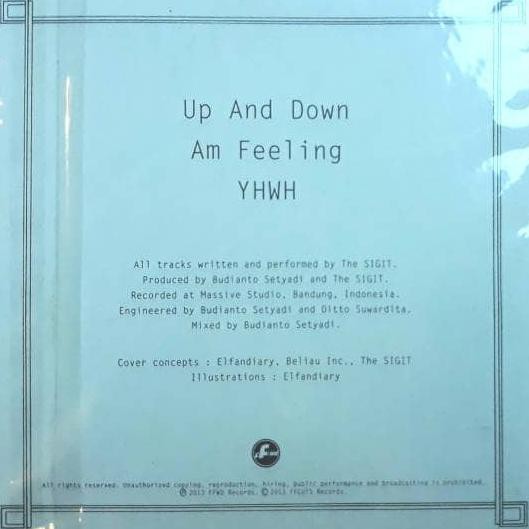 Up And Down
Am Feeling
YHWH
All tracks written and performed by The SIGIT.
Produced by Budianto Setyadi and The SIGIT.
Recorded at Massive Studio, Bandung, Indonesia.
Engineered by Budianto Setyadi and Ditto Suwardita.
Mixed by Budianto Setyadi.
Cover concepts : Elfandiary, Beliau Inc., The SIGIT
Illustrations : Elfandiary
All rights reserved. Unauthorized copying, reproduction, hiring, public performance and broadcasting is prohibited.
℗ 2013 FFWD Records. © 2013 Records.